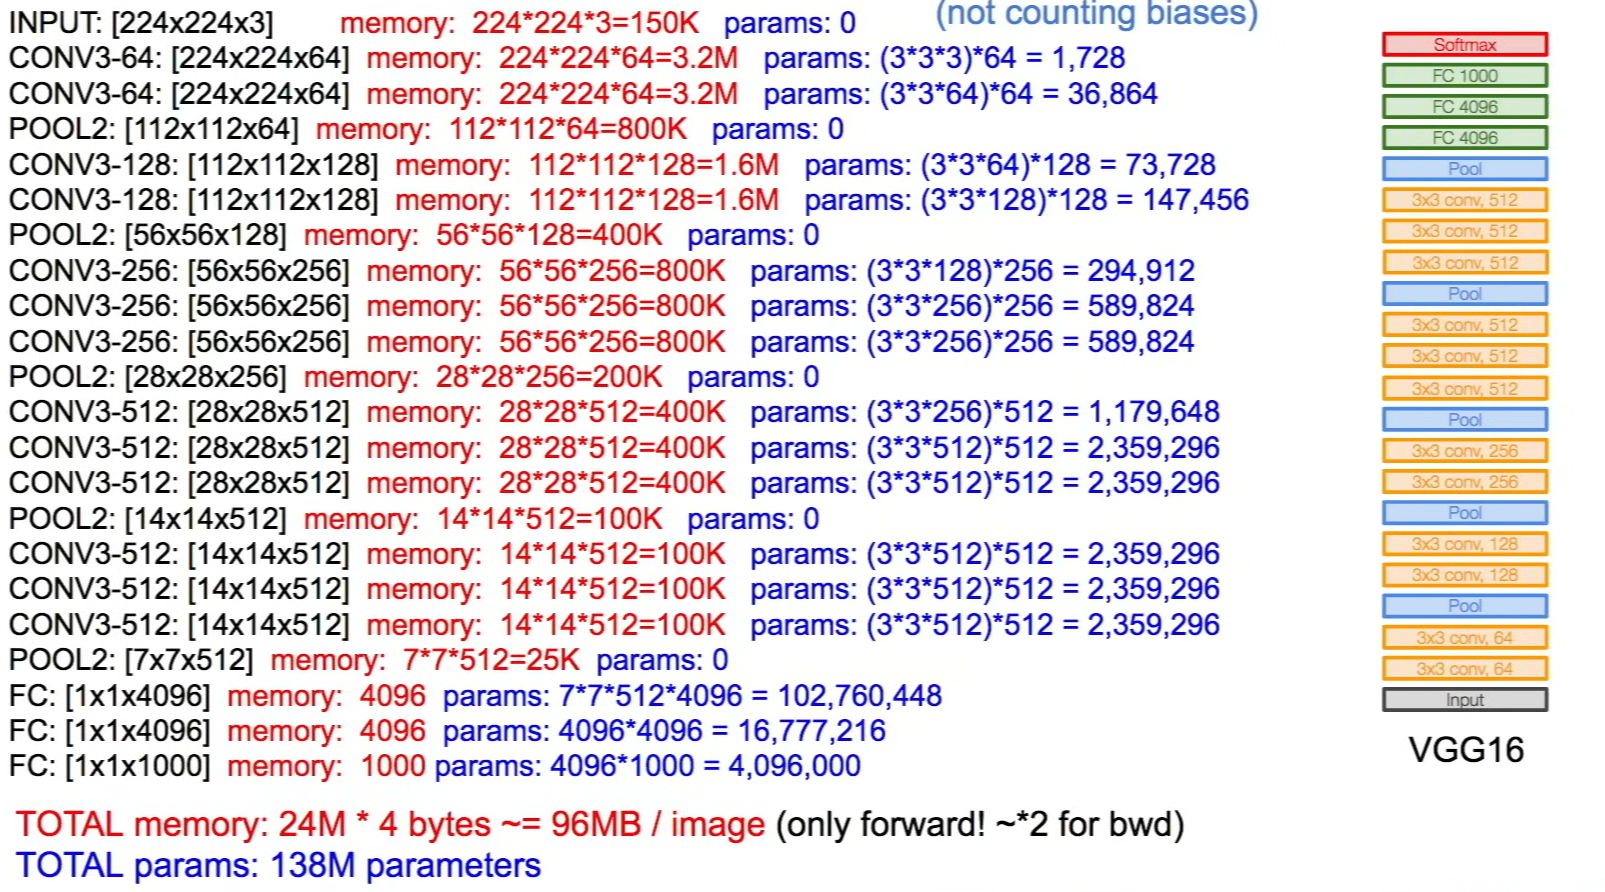 (not counting biases)
INPUT: [224x224x3] memory: 224*224*3=150K params: 0
CONV3-64: [224x224x64] memory: 224*224*64=3.2M params: (3*3*3)*64 = 1,728
CONV3-64: [224x224x64] memory: 224*224*64=3.2M params: (3*3*64)*64 = 36,864
POOL2: [112x112x64] memory: 112*112*64=800K params: 0
CONV3-128: [112x112x128] memory: 112*112*128=1.6M params: (3*3*64)*128 = 73,728
CONV3-128: [112x112x128] memory: 112*112*128=1.6M params: (3*3*128)*128 = 147,456
POOL2: [56x56x128] memory: 56*56*128=400K params: 0
CONV3-256: [56x56x256] memory: 56*56*256=800K params: (3*3*128)*256 = 294,912
CONV3-256: [56x56x256] memory: 56*56*256=800K params: (3*3*256)*256 = 589,824
CONV3-256: [56x56x256] memory: 56*56*256=800K params: (3*3*256)*256 = 589,824
POOL2: [28x28x256] memory: 28*28*256=200K params: 0
CONV3-512: [28x28x512] memory: 28*28*512=400K params: (3*3*256)*512 = 1,179,648
CONV3-512: [28x28x512] memory: 28*28*512=400K params: (3*3*512)*512 = 2,359,296
CONV3-512: [28x28x512] memory: 28*28*512=400K params: (3*3*512)*512 = 2,359,296
POOL2: [14x14x512] memory: 14*14*512=100K params: 0
CONV3-512: [14x14x512] memory: 14*14*512=100K params: (3*3*512)*512 = 2,359,296
CONV3-512: [14x14x512] memory: 14*14*512=100K params: (3*3*512)*512 = 2,359,296
CONV3-512: [14x14x512] memory: 14*14*512=100K params: (3*3*512)*512 = 2,359,296
POOL2: [7x7x512] memory: 7*7*512=25K params: 0
FC: [1x1x4096] memory: 4096 params: 7*7*512*4096 = 102,760,448
FC: [1x1x4096] memory: 4096 params: 4096*4096 = 16,777,216
FC: [1x1x1000] memory: 1000 params: 4096*1000 = 4,096,000
TOTAL memory: 24M * 4 bytes ~= 96MB / image (only forward! ~*2 for bwd)
TOTAL params: 138M parameters
Softmax
FC 1000
FC 4096
FC 4096
Pool
3x3 conv, 512
3x3 conv, 512
3x3 conv, 512
Pool
3x3 conv, 512
3x3 conv, 512
3x3 conv, 512
Pool
3x3 conv, 256
3x3 conv, 256
Pool
3x3 conv, 128
3x3 conv, 128
Pool
3x3 conv, 64
3x3 conv, 64
Input
VGG16